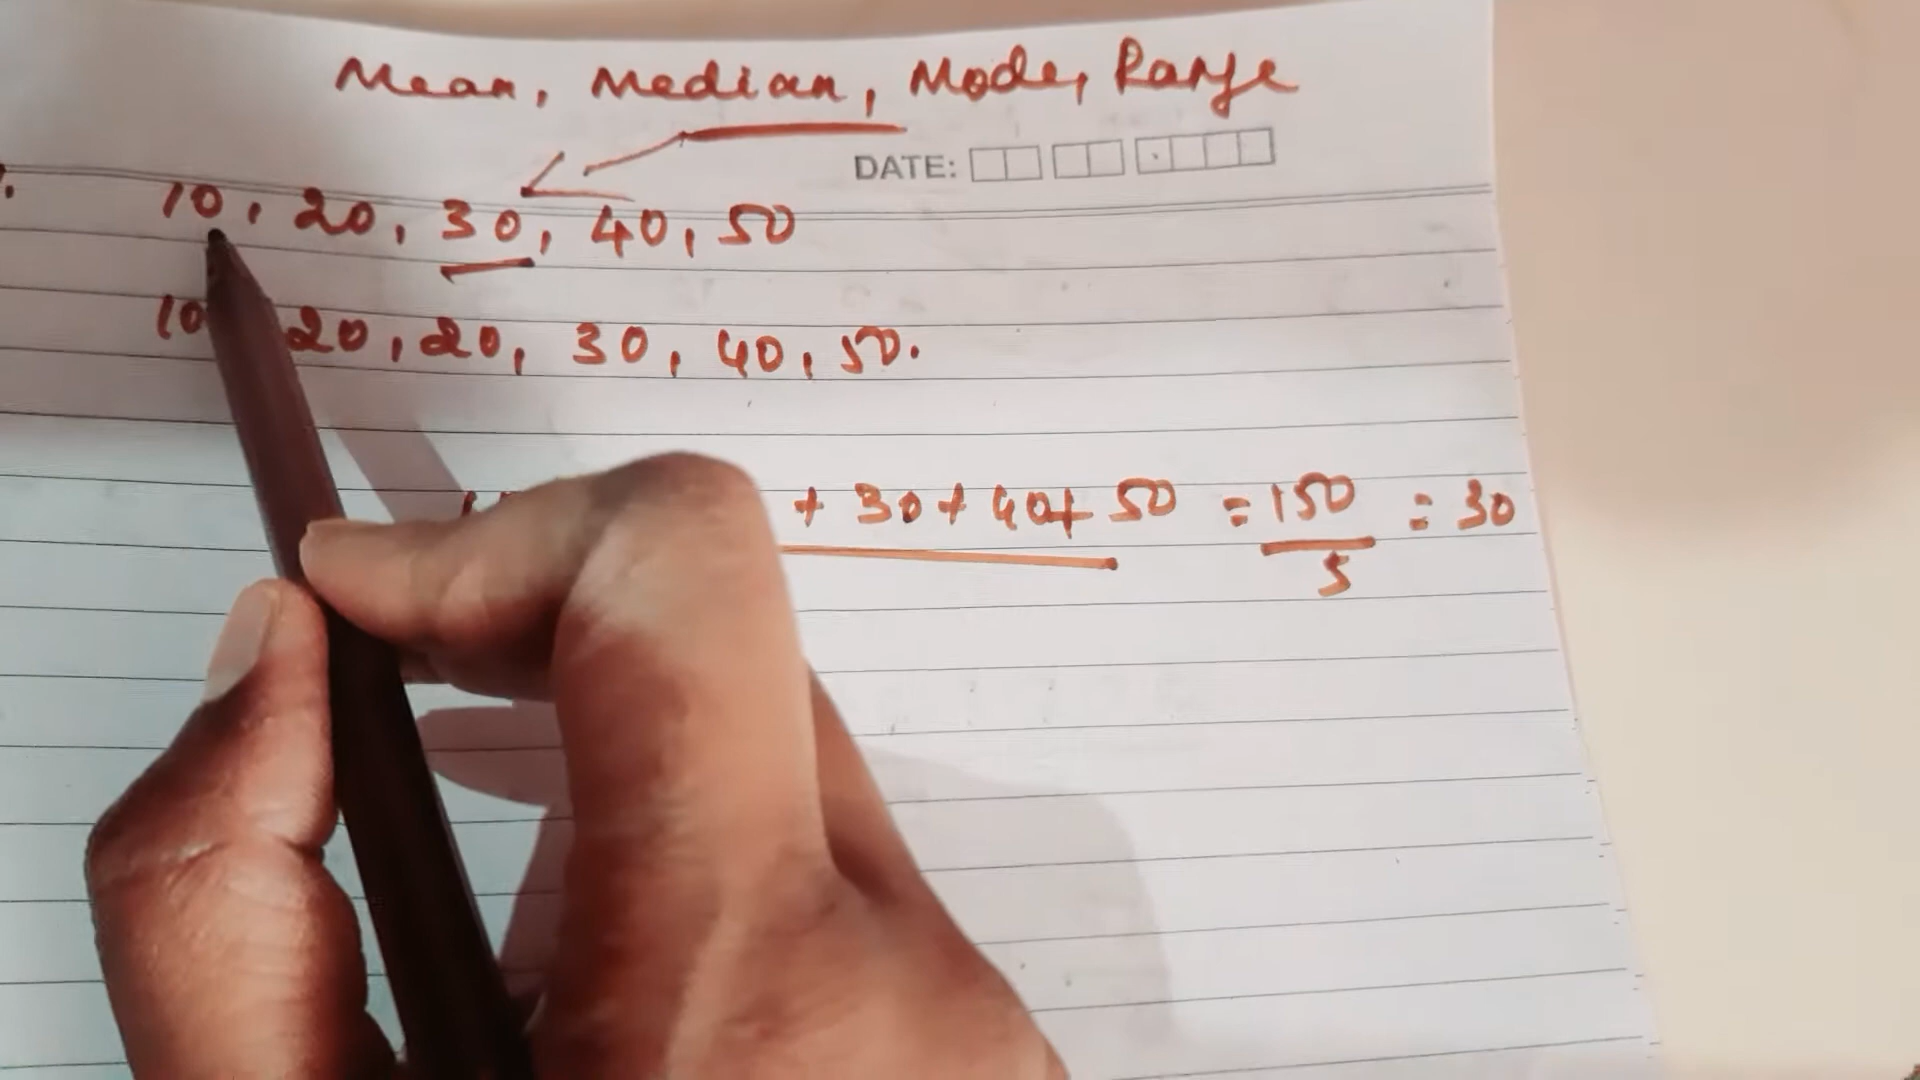 Mean, Median, Mode, Range
DATE:
10, 20, 30, 40, 50
10 20, 20, 30, 40, 50.
+ 30 + 40 + 50 = 150 = 30
5